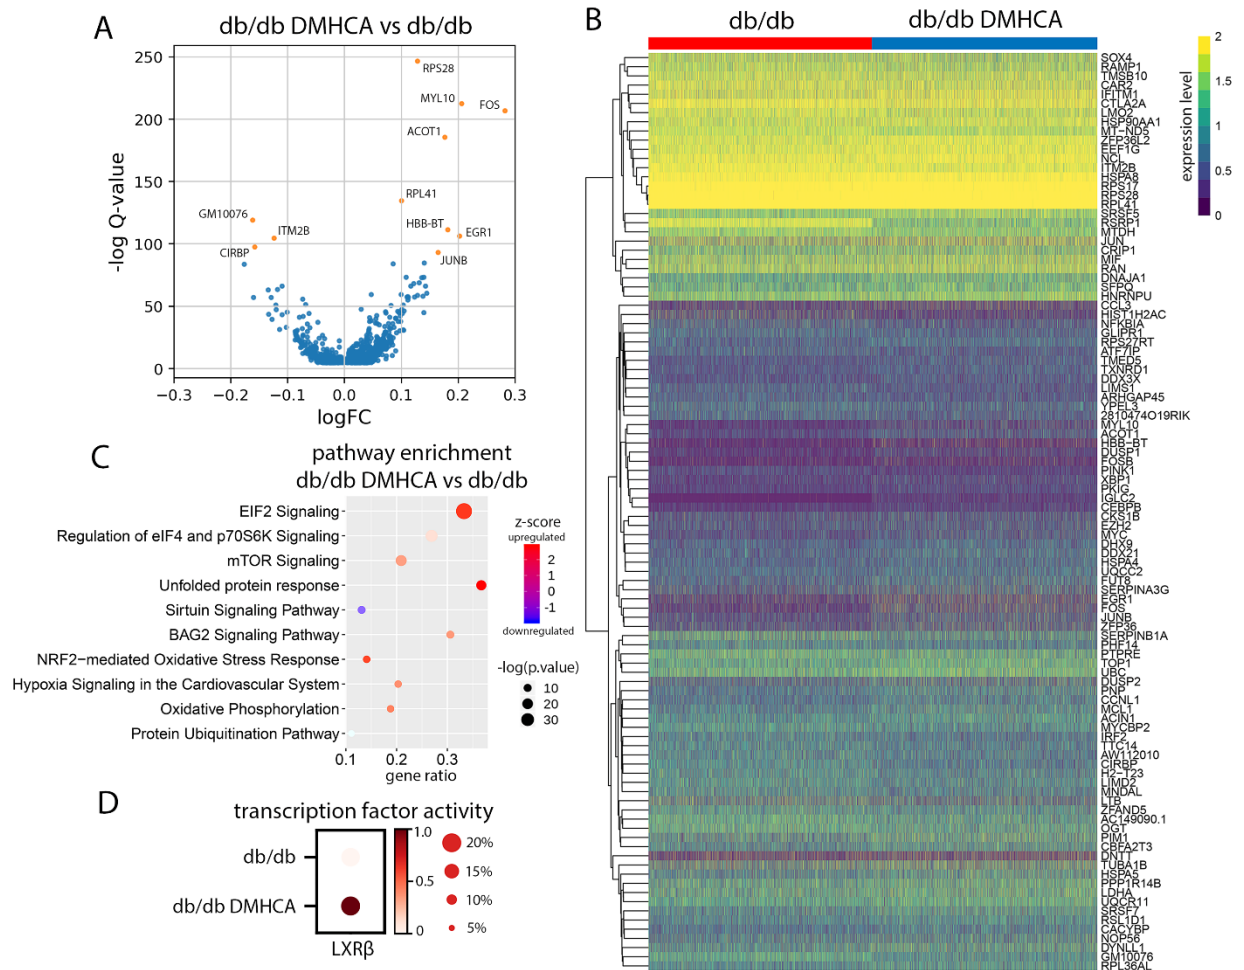 A
db/db DMHCA vs db/db
250
200
150
100
50
0
-log Q-value
RPS28
MYL10
FOS
ACOT1
RPL41
GM10076
ITM2B
HBB-BT
EGR1
CIRBP
JUNB
−0.3
−0.2
−0.1
0.0
0.1
0.2
0.3
logFC
B
db/db
db/db DMHCA
2
1.5
1
0.5
0
expression level
SOX4
RAMP1
TMSB10
CAR2
IFITM1
CTLA2A
LMO2
HSP90AA1
MT−ND5
ZFP36L2
EEF1G
NCL
ITM2B
HSPA8
RPS17
RPS28
RPL41
SRSF5
RSRP1
MTDH
JUN
CRIP1
MIF
RAN
DNAJA1
SFPQ
HNRNPU
CCL3
HIST1H2AC
NFKBIA
GLIPR1
RPS27RT
ATF7IP
TMED5
TXNRD1
DDX3X
LIMS1
ARHGAP45
YPEL3
2810474O19RIK
MYL10
ACOT1
HBB−BT
DUSP1
FOSB
PINK1
XBP1
PKIG
IGLC2
CEBPB
CKS1B
EZH2
MYC
DHX9
DDX21
HSPA4
UQCC2
FUT8
SERPINA3G
EGR1
FOS
JUNB
ZFP36
SERPINB1A
PHF14
PTPRE
TOP1
UBC
DUSP2
PNP
CCNL1
MCL1
ACIN1
MYCBP2
IRF2
TTC14
AW112010
CIRBP
H2−T23
LIMD2
MNDAL
LTB
ZFAND5
AC149090.1
OGT
PIM1
CBFA2T3
DNTT
TUBA1B
HSPA5
PPP1R14B
LDHA
UQCR11
SRSF7
RSL1D1
CACYBP
NOP56
DYNLL1
GM10076
RPL36AL
C
pathway enrichment
db/db DMHCA vs db/db
EIF2 Signaling
Regulation of eIF4 and p70S6K Signaling
mTOR Signaling
Unfolded protein response
Sirtuin Signaling Pathway
BAG2 Signaling Pathway
NRF2−mediated Oxidative Stress Response
Hypoxia Signaling in the Cardiovascular System
Oxidative Phosphorylation
Protein Ubiquitination Pathway
0.1
0.2
0.3
gene ratio
z-score
upregulated
2
1
0
-1
downregulated
-log(p.value)
10
20
30
D
transcription factor activity
db/db
db/db DMHCA
LXRβ
1.0
0.5
0
20%
15%
10%
5%